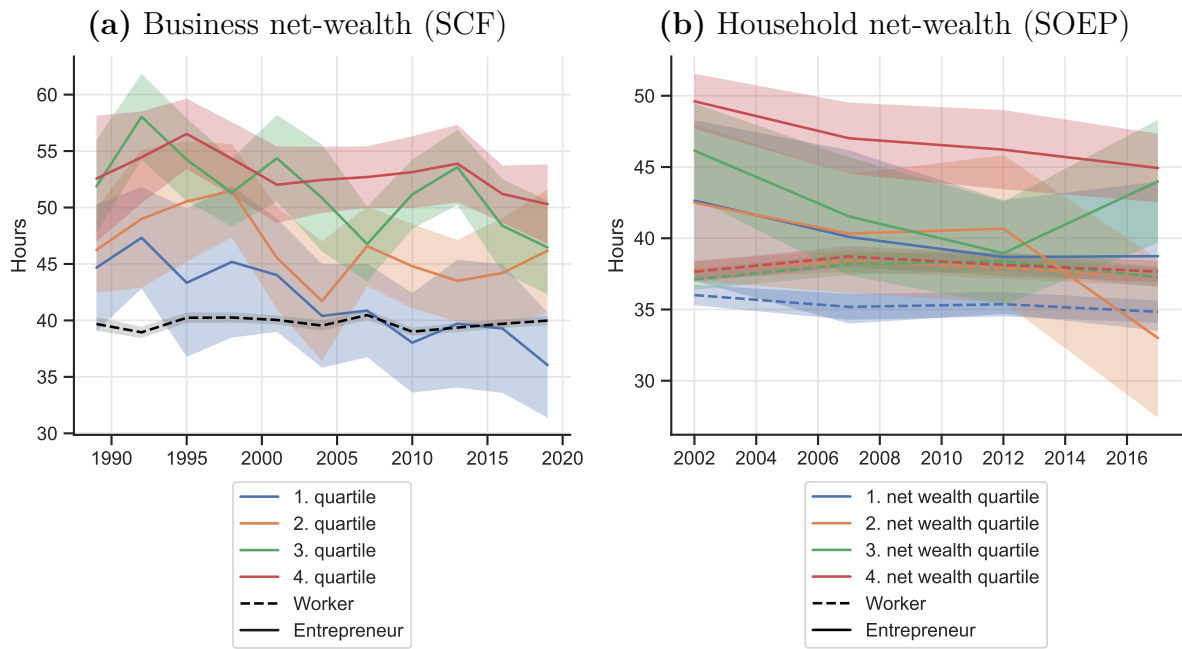 (a) Business net-wealth (SCF)
Hours
60
55
50
45
40
35
30
1990 1995 2000 2005 2010 2015 2020
1. quartile
2. quartile
3. quartile
4. quartile
Worker
Entrepreneur
(b) Household net-wealth (SOEP)
Hours
50
45
40
35
30
2002 2004 2006 2008 2010 2012 2014 2016
1. net wealth quartile
2. net wealth quartile
3. net wealth quartile
4. net wealth quartile
Worker
Entrepreneur